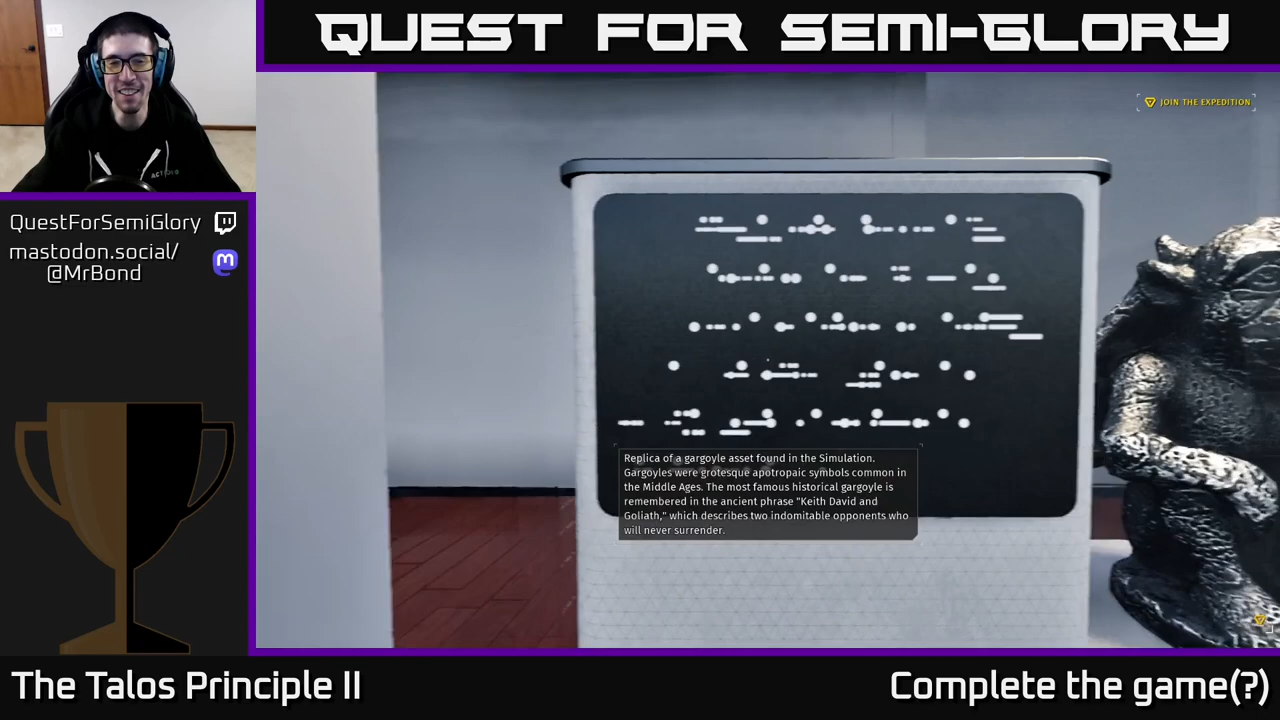 QUEST FOR SEMI-GLORY
JOIN THE EXPEDITION
QuestForSemiGlory
mastodon.social/
@MrBond
Replica of a gargoyle asset found in the Simulation.
Gargoyles were grotesque apotropaic symbols common in
the Middle Ages. The most famous historical gargoyle is
remembered in the ancient phrase "Keith David and
Goliath," which describes two indomitable opponents who
will never surrender.
The Talos Principle II
Complete the game(?)